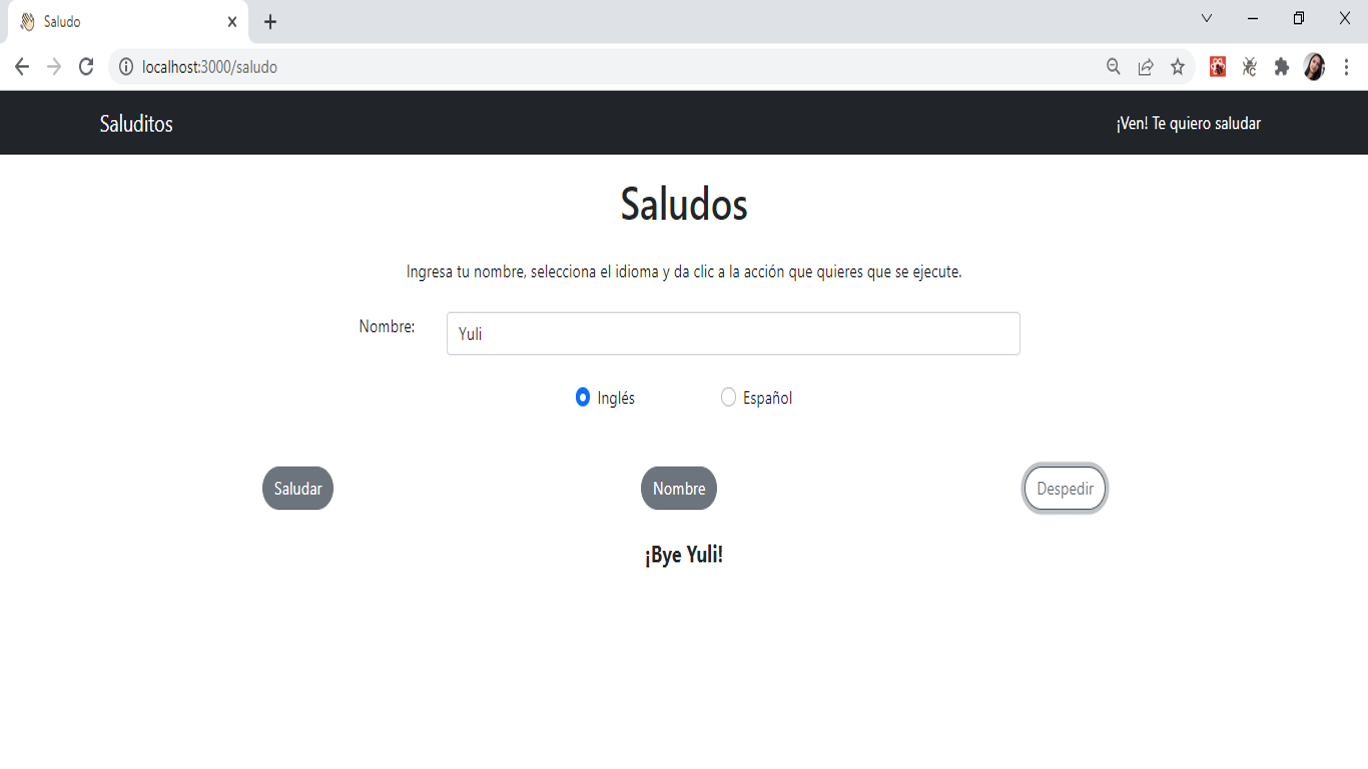 Saludo
localhost:3000/saludo
Saluditos
¡Ven! Te quiero saludar
Saludos
Ingresa tu nombre, selecciona el idioma y da clic a la acción que quieres que se ejecute.
Nombre:
Yuli
Inglés
Español
Saludar
Nombre
Despedir
¡Bye Yuli!